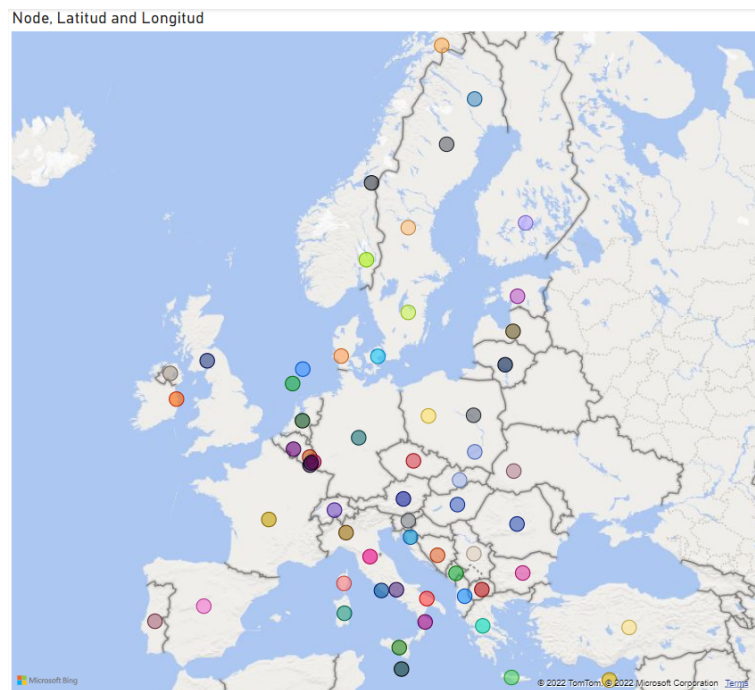 Node, Latitud and Longitud
Microsoft Bing
© 2022 TomTom, © 2022 Microsoft Corporation Terms